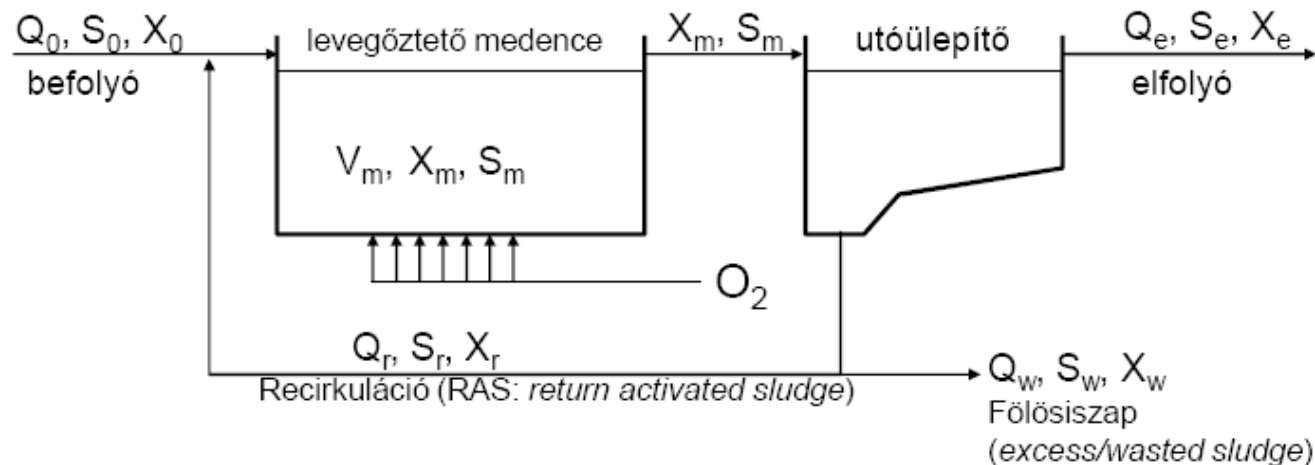 Q0, S0, X0
befolyó
levegőztető medence
Xm, Sm
utóülepítő
Qe, Se, Xe
elfolyó
Vm, Xm, Sm
O2
Qr, Sr, Xr
Recirkuláció (RAS: return activated sludge)
Qw, Sw, Xw
Fölösiszap
(excess/wasted sludge)